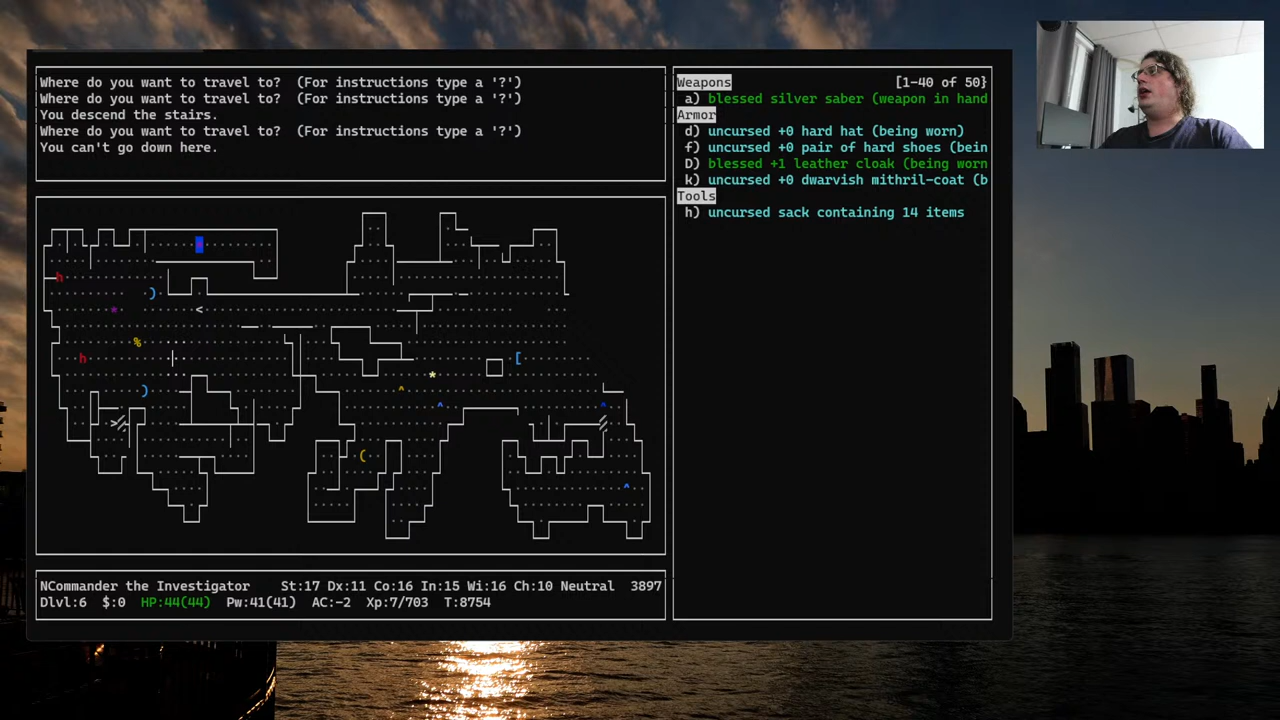 Where do you want to travel to?  (For instructions type a '?')
Where do you want to travel to?  (For instructions type a '?')
You descend the stairs.
Where do you want to travel to?  (For instructions type a '?')
You can't go down here.
Weapons [1-40 of 50}
a) blessed silver saber (weapon in hand
Armor
d) uncursed +0 hard hat (being worn)
f) uncursed +0 pair of hard shoes (bein
D) blessed +1 leather cloak (being worn
k) uncursed +0 dwarvish mithril-coat (b
Tools
h) uncursed sack containing 14 items
NCommander the Investigator    St:17 Dx:11 Co:16 In:15 Wi:16 Ch:10 Neutral  3897
Dlvl:6  $:0  HP:44(44)  Pw:41(41)  AC:-2  Xp:7/703  T:8754